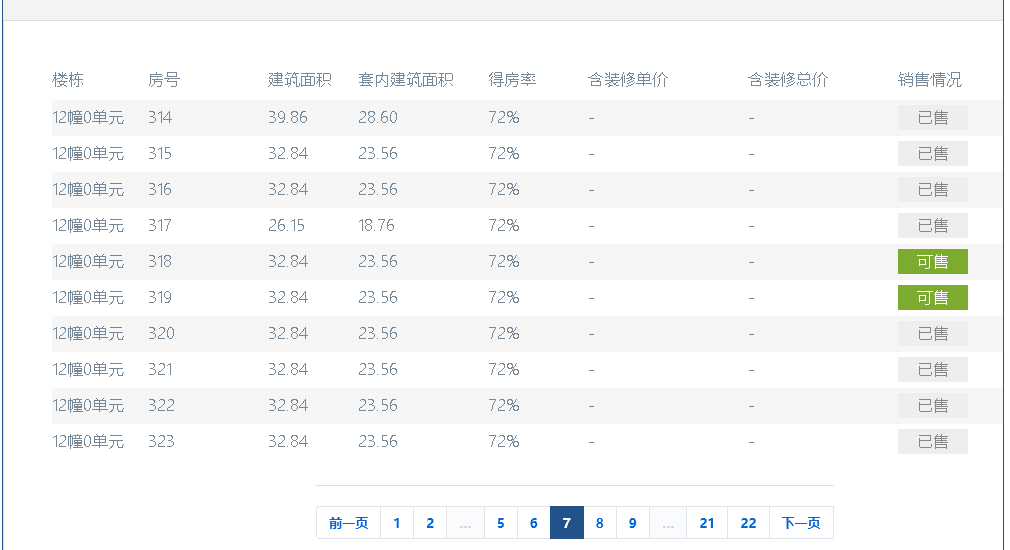 楼栋 房号 建筑面积 套内建筑面积 得房率 含装修单价 含装修总价 销售情况
12幢0单元 314 39.86 28.60 72% - - 已售
12幢0单元 315 32.84 23.56 72% - - 已售
12幢0单元 316 32.84 23.56 72% - - 已售
12幢0单元 317 26.15 18.76 72% - - 已售
12幢0单元 318 32.84 23.56 72% - - 可售
12幢0单元 319 32.84 23.56 72% - - 可售
12幢0单元 320 32.84 23.56 72% - - 已售
12幢0单元 321 32.84 23.56 72% - - 已售
12幢0单元 322 32.84 23.56 72% - - 已售
12幢0单元 323 32.84 23.56 72% - - 已售
前一页 1 2 ... 5 6 7 8 9 ... 21 22 下一页